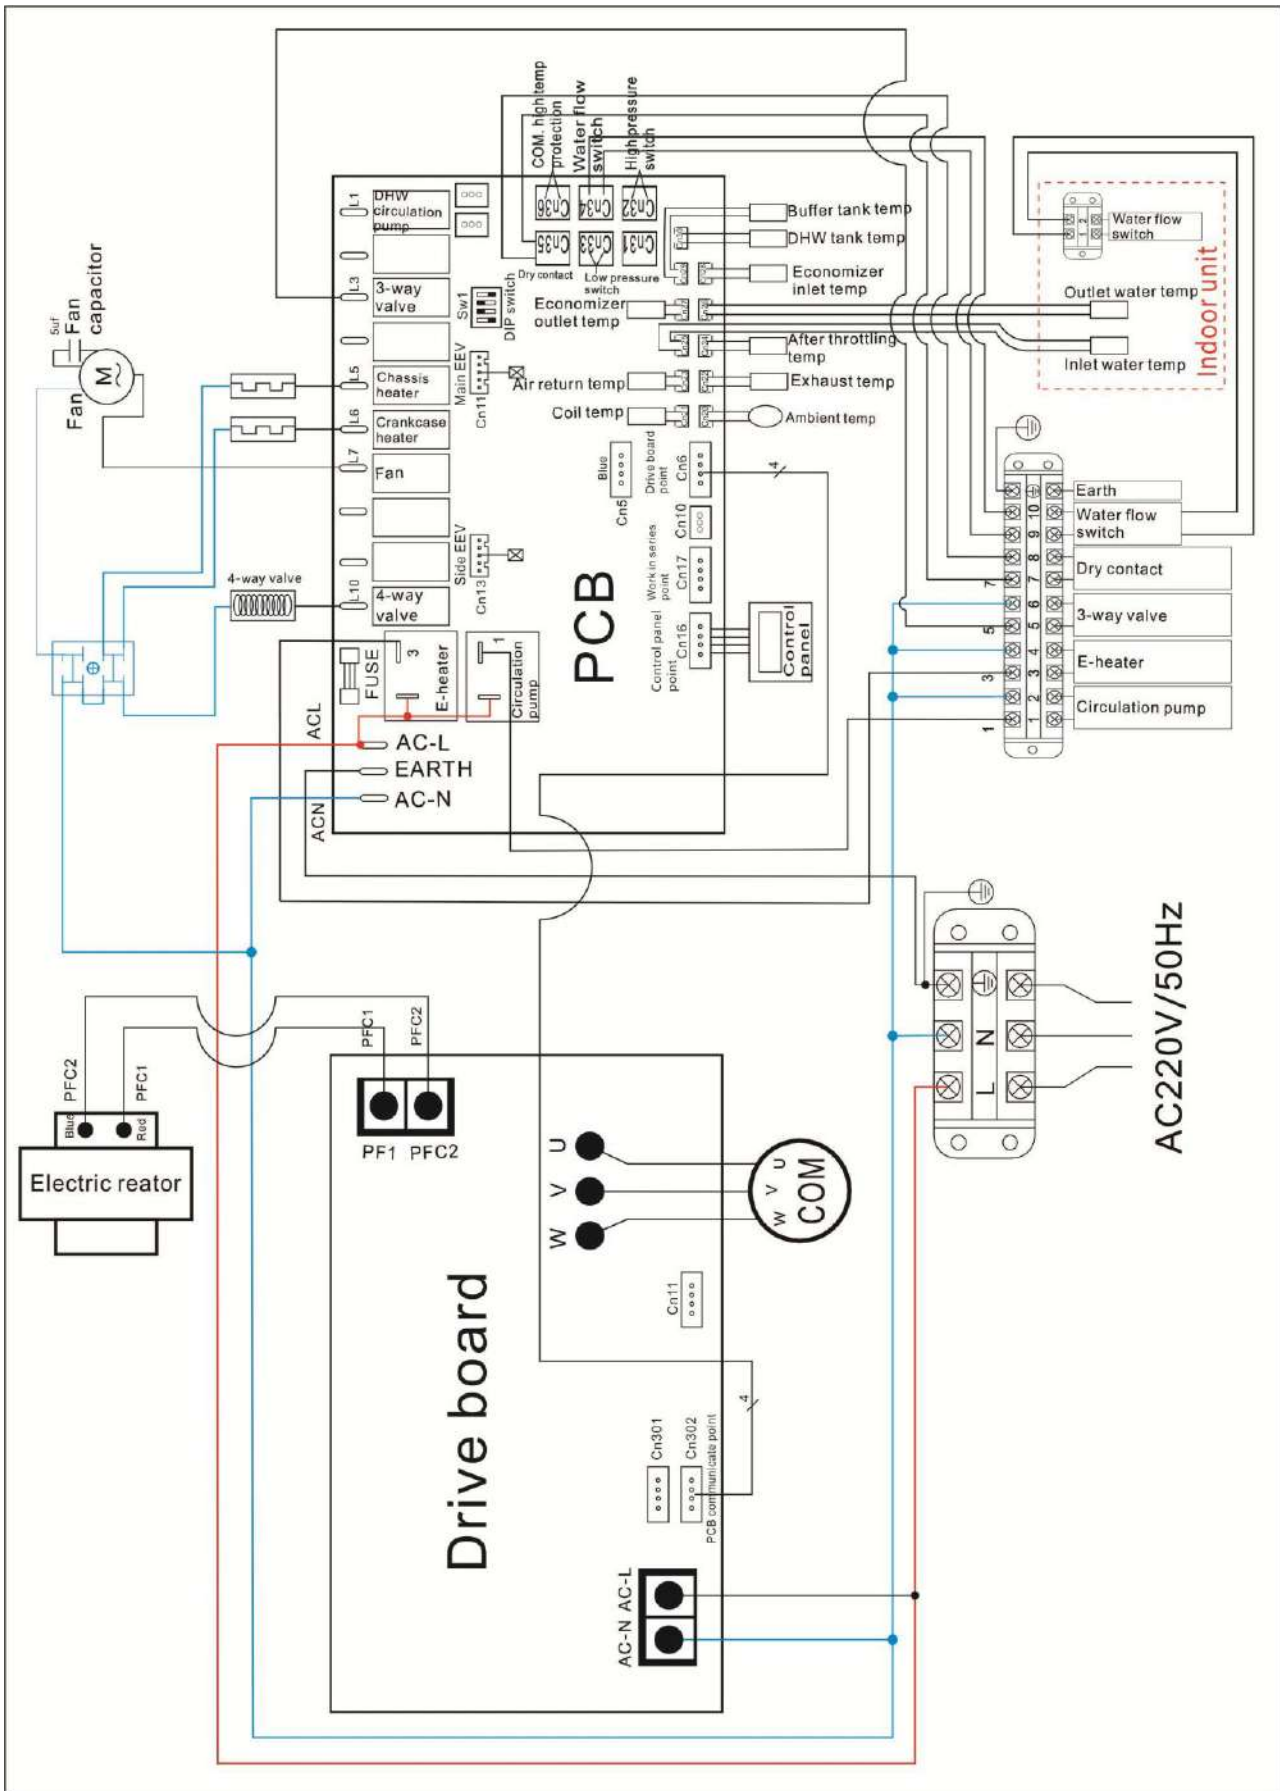 5uf
Fan
capacitor
M
Fan
L1
DHW
circulation
pump
L3
3-way
valve
L5
Chassis
heater
L6
Crankcase
heater
L7
Fan
L10
4-way
valve
4-way valve
COM. high temp
protection
Water flow
switch
High pressure
switch
Cn36
Cn34
Cn32
Cn35
Cn33
Cn31
Dry contact
Low pressure
switch
Sw1
DIP switch
Main EEV
Cn11
Side EEV
Cn13
Buffer tank temp
DHW tank temp
Economizer
inlet temp
Economizer
outlet temp
After throttling
temp
Air return temp
Exhaust temp
Coil temp
Ambient temp
Water flow
switch
1
2
Outlet water temp
Inlet water temp
Indoor unit
Blue
Cn5
Drive board
point
Cn6
4
Cn10
Work in series
point
Cn17
Control panel
point
Cn16
Control
panel
PCB
FUSE
3
E-heater
1
Circulation
pump
ACL
AC-L
EARTH
AC-N
ACN
Earth
10
9
Water flow
switch
8
7
7
Dry contact
6
5
5
3-way valve
4
3
3
E-heater
2
1
1
Circulation pump
N
L
AC220V/50Hz
PFC2
PFC1
Blue
Red
Electric reator
PFC1
PFC2
PF1 PFC2
U
V
W
U
V
W
COM
Cn11
Drive board
Cn301
Cn302
PCB communicate point
4
AC-N AC-L